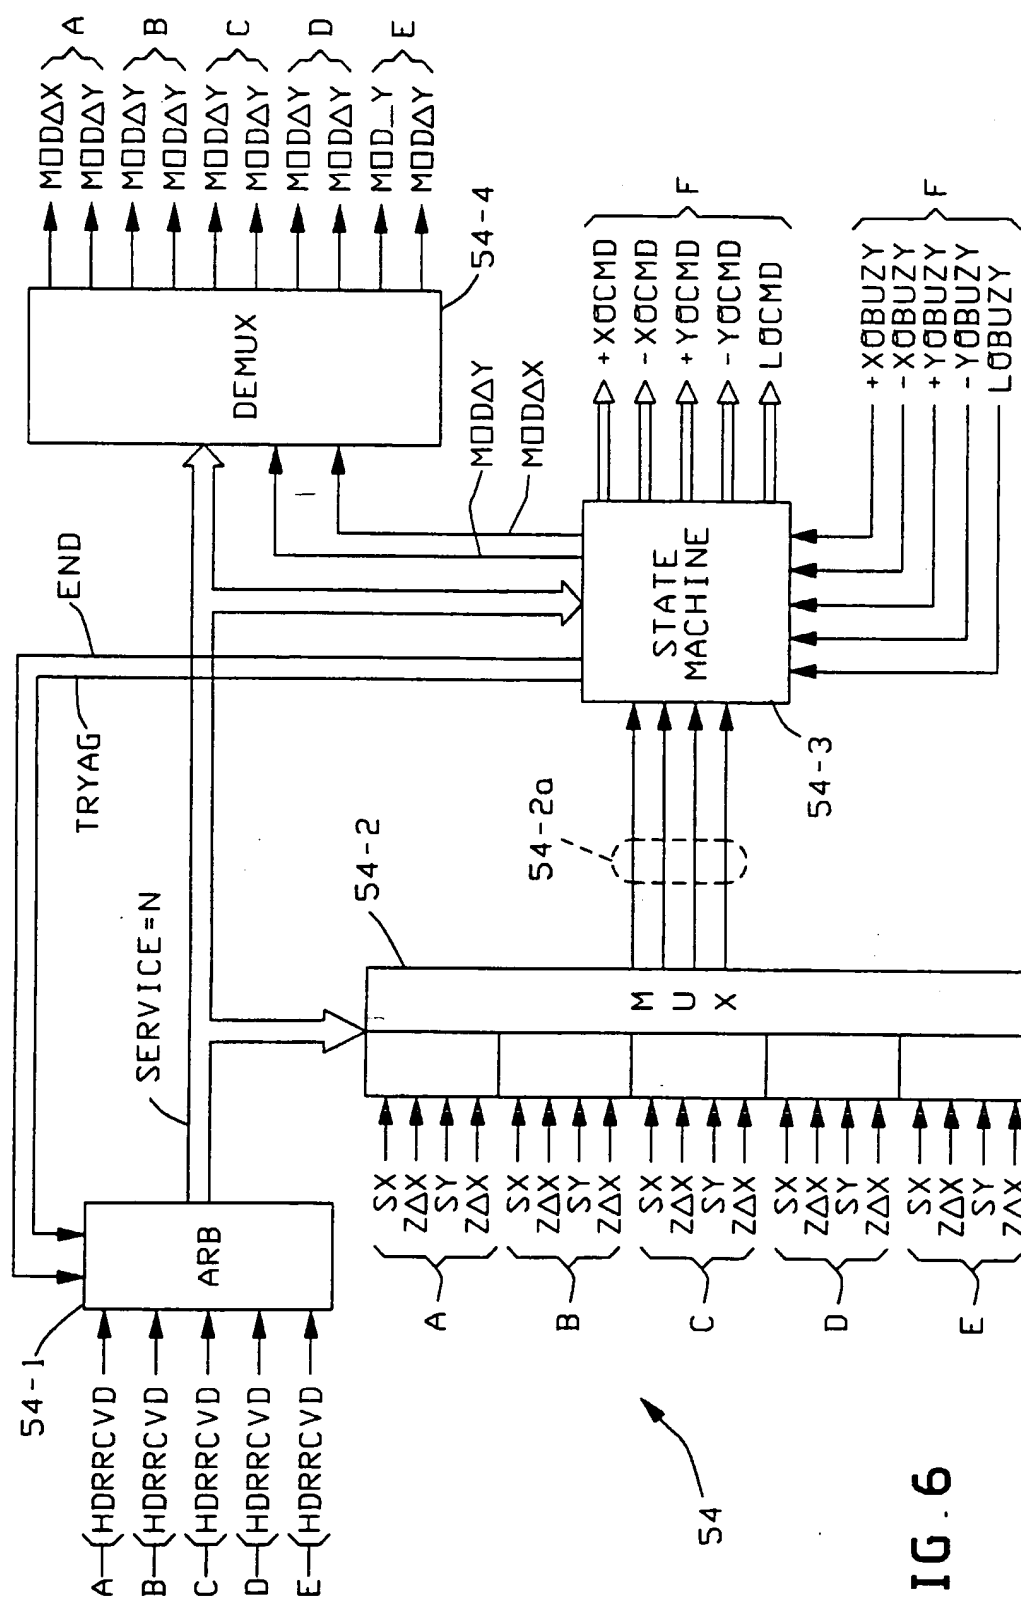 A
HDRRCVD
B
HDRRCVD
C
HDRRCVD
D
HDRRCVD
E
HDRRCVD
54-1
ARB
TRYAG
END
SERVICE=N
DEMUX
54-4
MODΔX
MODΔY
A
MODΔY
MODΔY
B
MODΔY
MODΔY
C
MODΔY
MODΔY
D
MOD_Y
MODΔY
E
MODΔY
MODΔX
A
SX
ZΔX
SY
ZΔX
B
SX
ZΔX
SY
ZΔX
C
SX
ZΔX
SY
ZΔX
D
SX
ZΔX
SY
ZΔX
E
SX
ZΔX
SY
ZΔX
MUX
54-2
54-2a
STATE
MACHINE
54-3
+XOCMD
-XOCMD
+YOCMD
-YOCMD
LOCMD
F
+XOBUZY
-XOBUZY
+YOBUZY
-YOBUZY
LOBUZY
F
54
IG.6